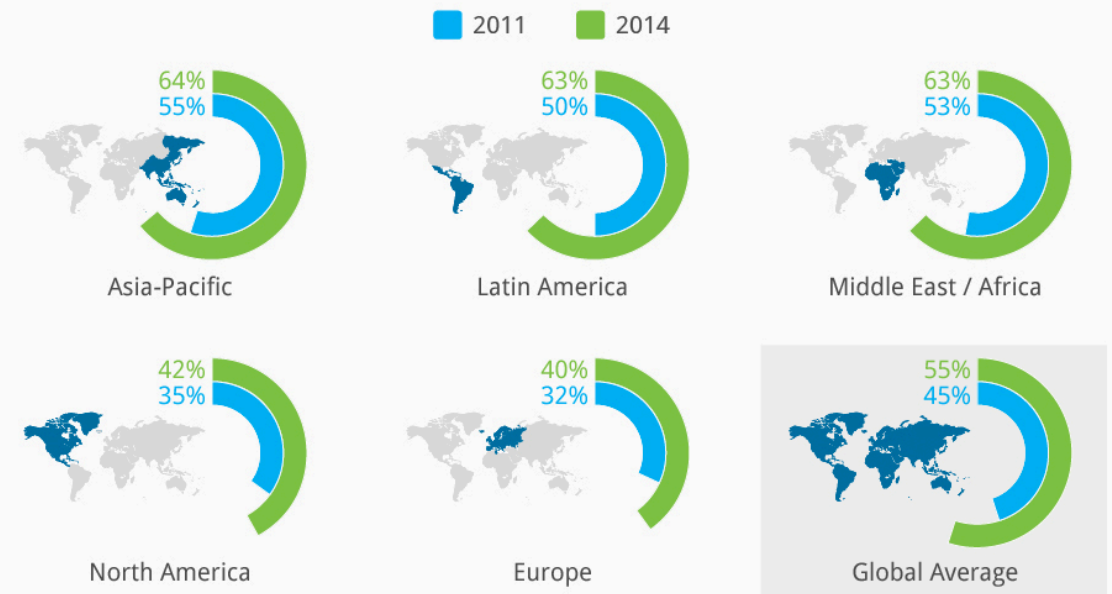 2011 2014
64%
55%
Asia-Pacific
63%
50%
Latin America
63%
53%
Middle East / Africa
42%
35%
North America
40%
32%
Europe
55%
45%
Global Average